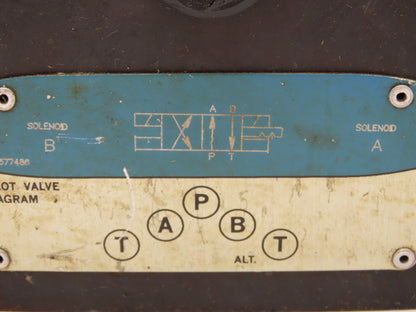 A B
SOLENOID
B
SOLENOID
A
P T
577486
OT VALVE
AGRAM
P
A B
T T
ALT.